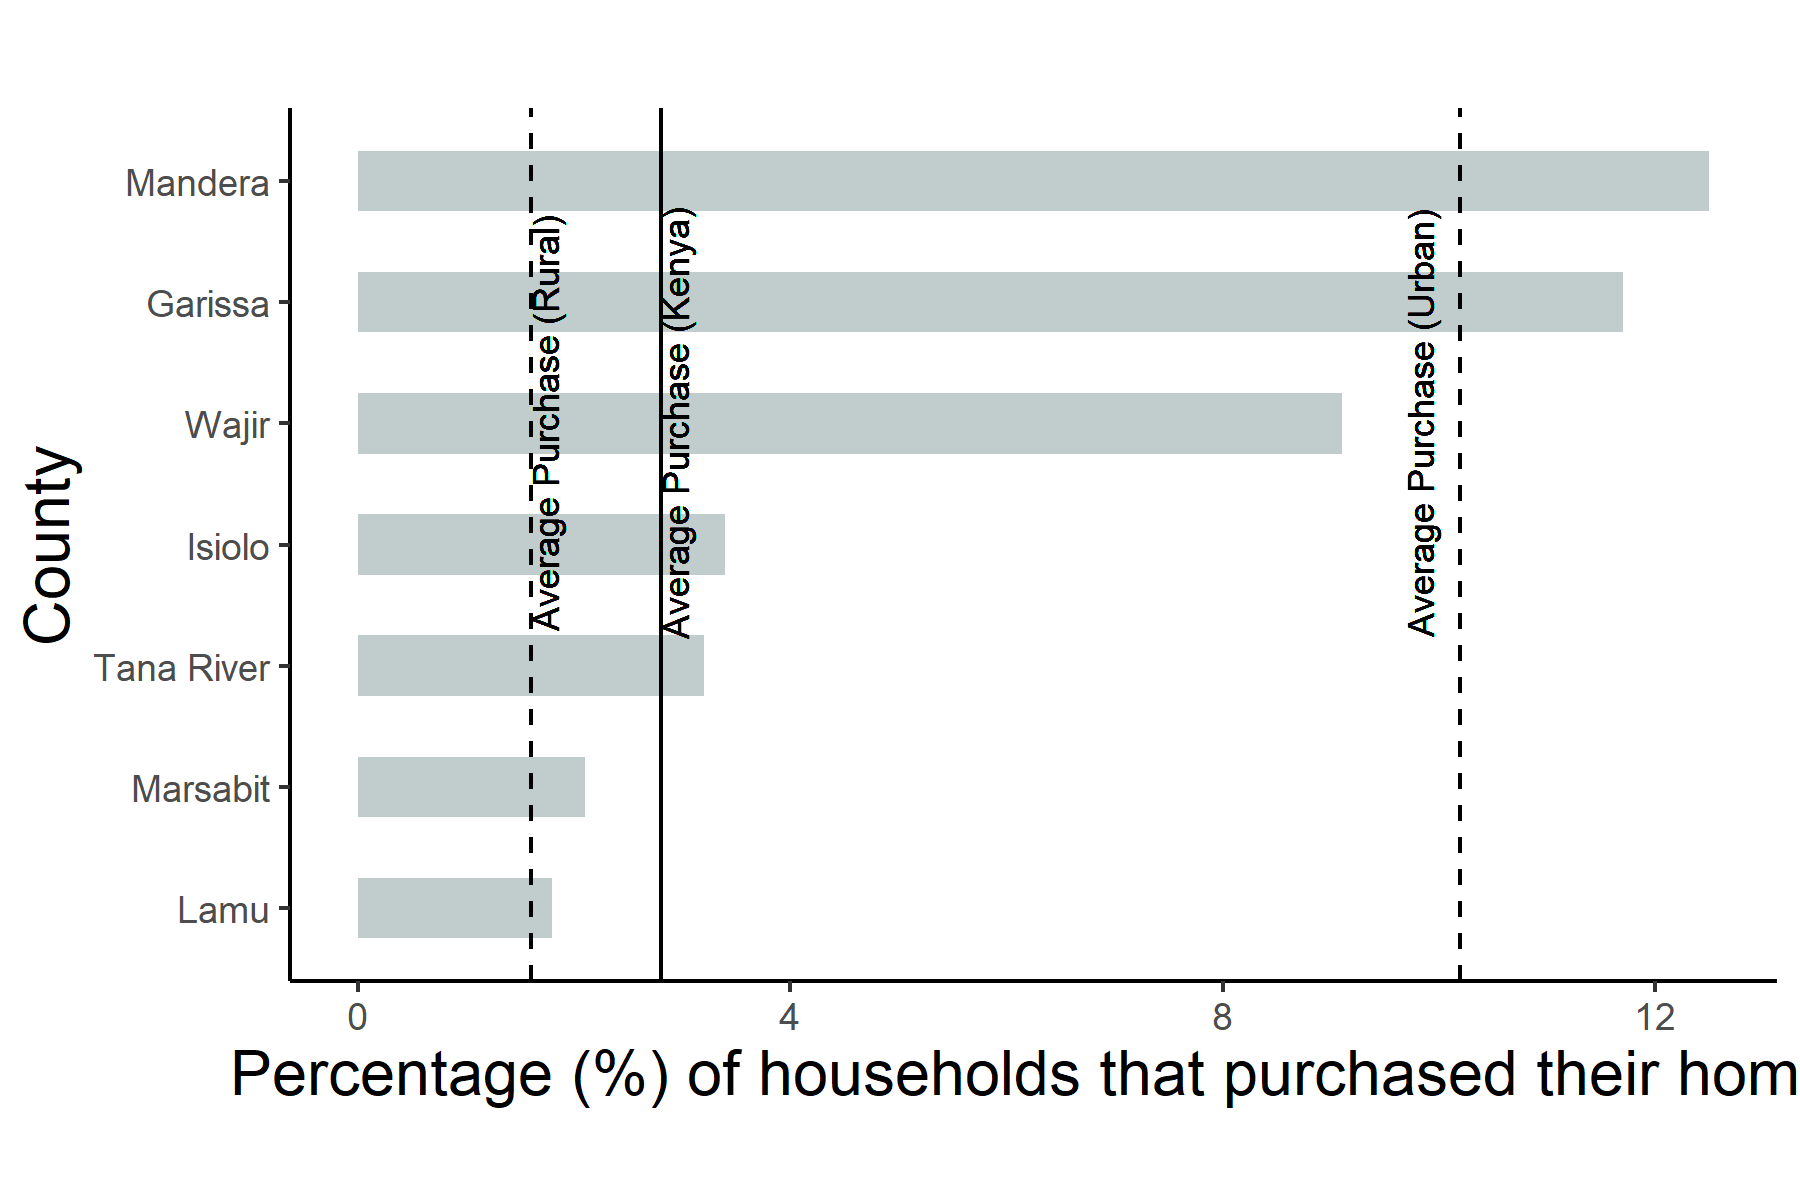 Mandera
Garissa
Wajir
Isiolo
Tana River
Marsabit
Lamu
County
Average Purchase (Rural)
Average Purchase (Kenya)
Average Purchase (Urban)
0
4
8
12
Percentage (%) of households that purchased their hom